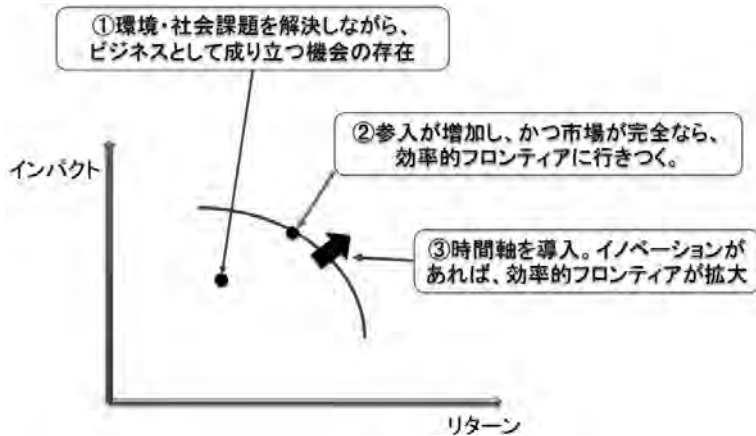 ①環境・社会課題を解決しながら、
ビジネスとして成り立つ機会の存在
②参入が増加し、かつ市場が完全なら、
効率的フロンティアに行きつく。
インパクト
③時間軸を導入。イノベーションが
あれば、効率的フロンティアが拡大
リターン